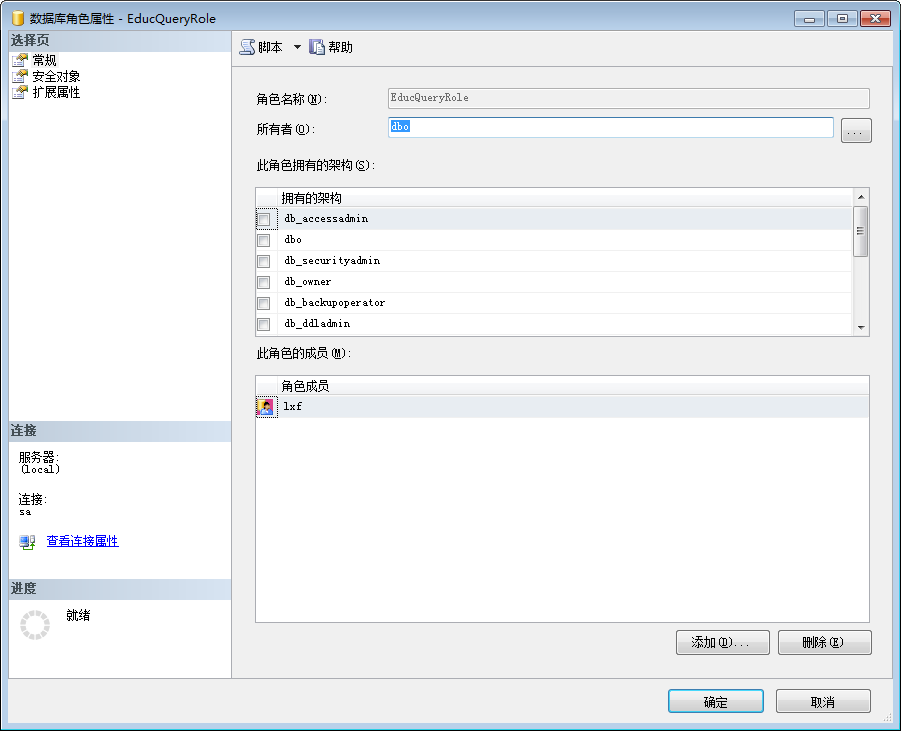 数据库角色属性 - EducQueryRole
选择页
常规
安全对象
扩展属性
脚本 帮助
角色名称(N):
EducQueryRole
所有者(O):
dbo
...
此角色拥有的架构(S):
拥有的架构
db_accessadmin
dbo
db_securityadmin
db_owner
db_backupoperator
db_ddladmin
此角色的成员(M):
角色成员
lxf
连接
服务器:
(local)
连接:
sa
查看连接属性
进度
就绪
添加(D)...
删除(E)
确定
取消